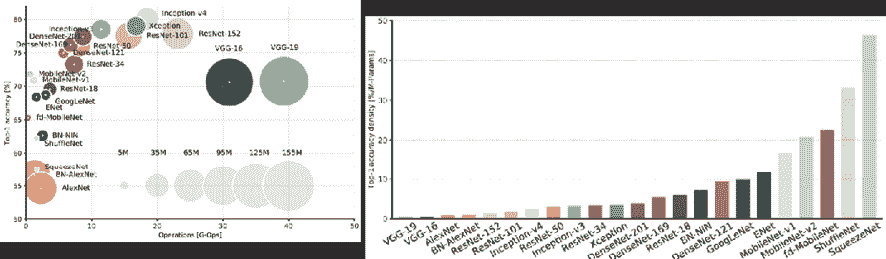 Inception-v4
Inception-v3
Xception
DenseNet-201
ResNet-50
ResNet-101
ResNet-152
DenseNet-169
DenseNet-121
VGG-16
VGG-19
ResNet-34
MobileNet-v2
MobileNet-v1
ResNet-18
GoogLeNet
ENet
fd-MobileNet
BN-NIN
ShuffleNet
5M
35M
65M
95M
125M
155M
SqueezeNet
BN-AlexNet
AlexNet
Top-1 accuracy [%]
80
75
70
65
60
55
50
0
10
20
30
40
50
Operations [G-Ops]
Top-1 accuracy density [%/M-Params]
50
40
30
20
10
0
VGG-19
VGG-16
AlexNet
BN-AlexNet
ResNet-152
ResNet-101
Inception-v4
ResNet-50
Inception-v3
ResNet-34
Xception
DenseNet-201
DenseNet-169
ResNet-18
BN-NIN
DenseNet-121
GoogLeNet
ENet
MobileNet-v1
MobileNet-v2
fd-MobileNet
ShuffleNet
SqueezeNet